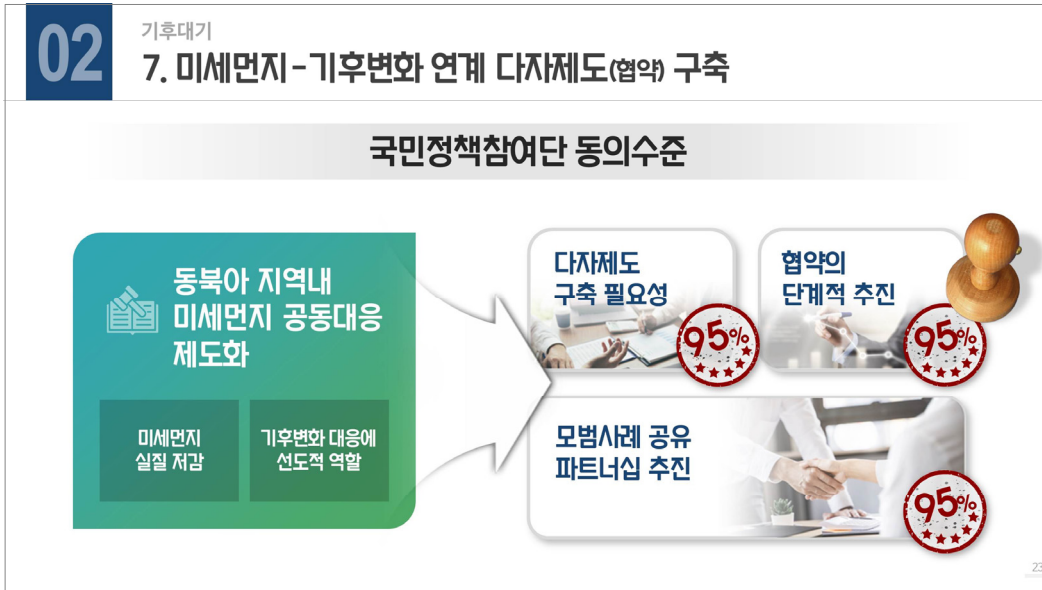 02
기후대기
7. 미세먼지-기후변화 연계 다자제도(협약) 구축
국민정책참여단 동의수준
동북아 지역내
미세먼지 공동대응
제도화
미세먼지
실질 저감
기후변화 대응에
선도적 역할
다자제도
구축 필요성
95%
협약의
단계적 추진
95%
모범사례 공유
파트너십 추진
95%
23